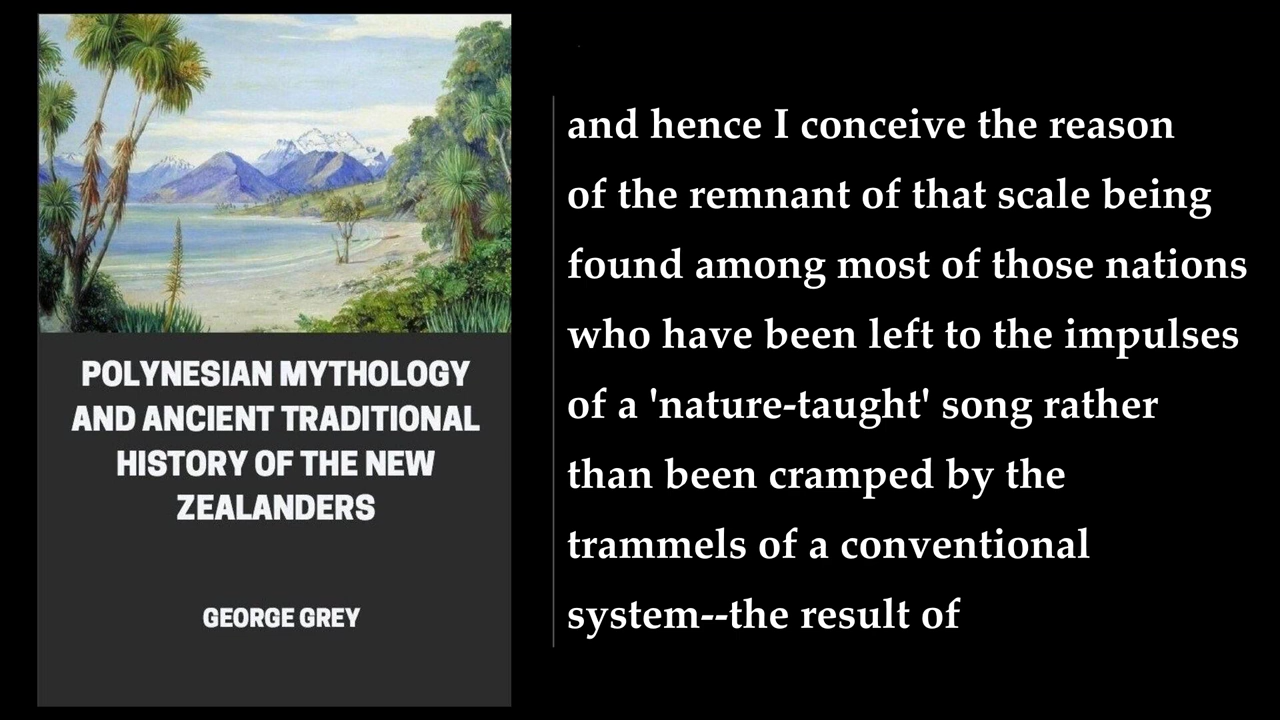 POLYNESIAN MYTHOLOGY
AND ANCIENT TRADITIONAL
HISTORY OF THE NEW
ZEALANDERS
GEORGE GREY
and hence I conceive the reason
of the remnant of that scale being
found among most of those nations
who have been left to the impulses
of a 'nature-taught' song rather
than been cramped by the
trammels of a conventional
system--the result of